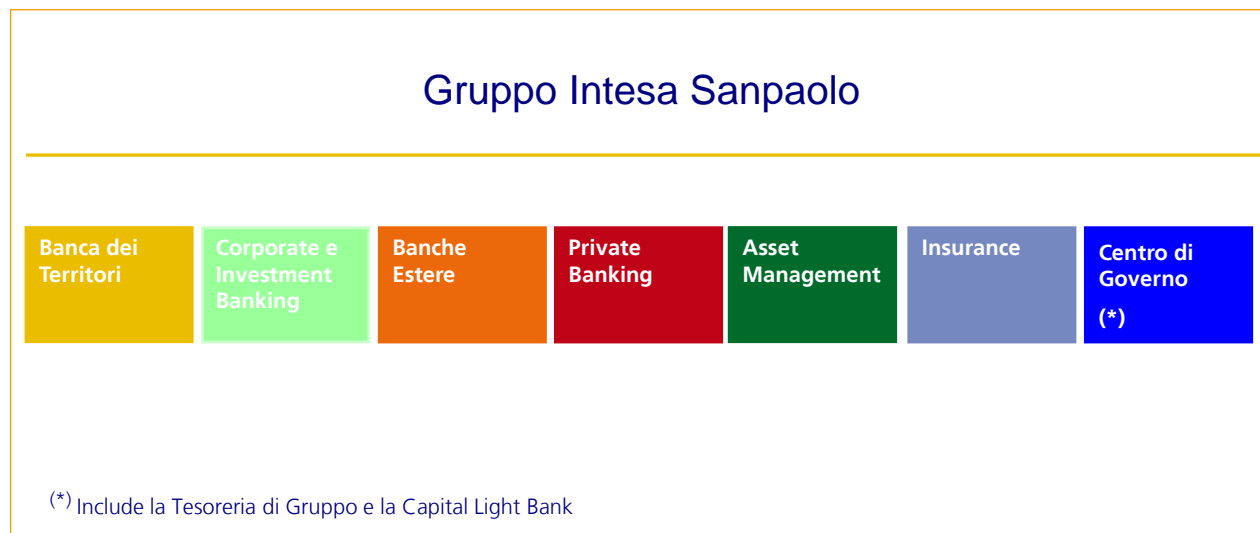 Gruppo Intesa Sanpaolo
Banca dei
Territori
Corporate e
Investment
Banking
Banche
Estere
Private
Banking
Asset
Management
Insurance
Centro di
Governo
(*)
(*) Include la Tesoreria di Gruppo e la Capital Light Bank